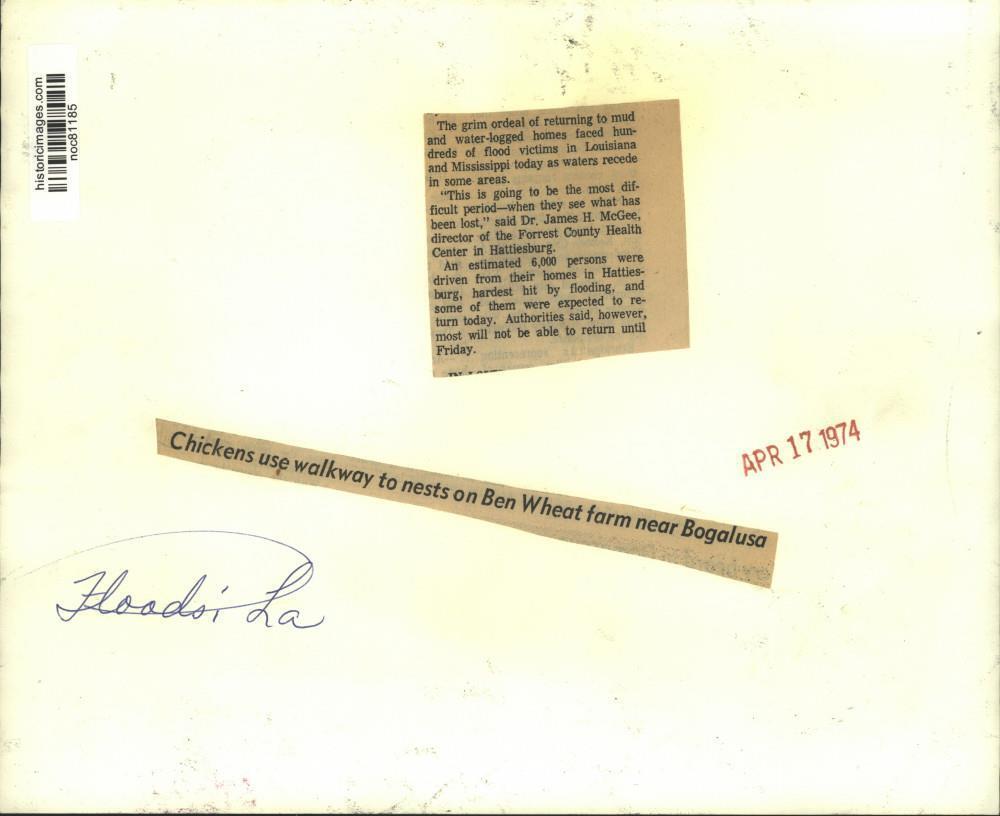 historicimages.com
noc81185
The grim ordeal of returning to mud
and water-logged homes faced hun-
dreds of flood victims in Louisiana
and Mississippi today as waters recede
in some areas.
"This is going to be the most dif-
ficult period—when they see what has
been lost," said Dr. James H. McGee,
director of the Forrest County Health
Center in Hattiesburg.
An estimated 6,000 persons were
driven from their homes in Hatties-
burg, hardest hit by flooding, and
some of them were expected to re-
turn today. Authorities said, however,
most will not be able to return until
Friday.
Chickens use walkway to nests on Ben Wheat farm near Bogalusa
APR 17 1974
Floods; La